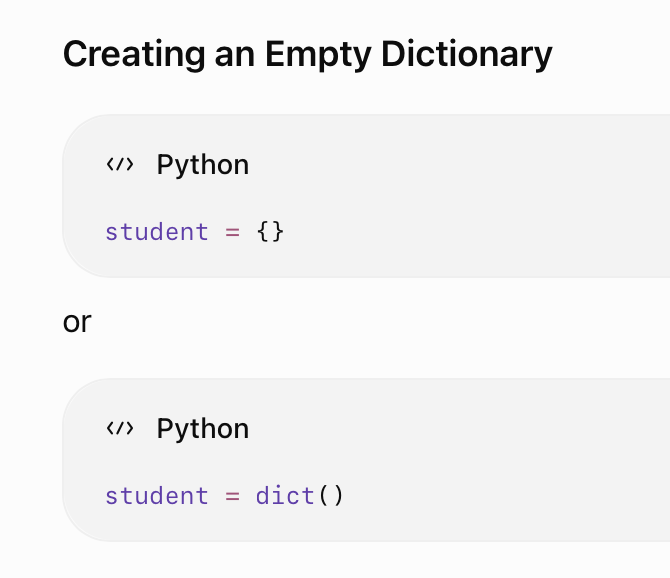 Creating an Empty Dictionary
Python
student = {}
or
Python
student = dict()